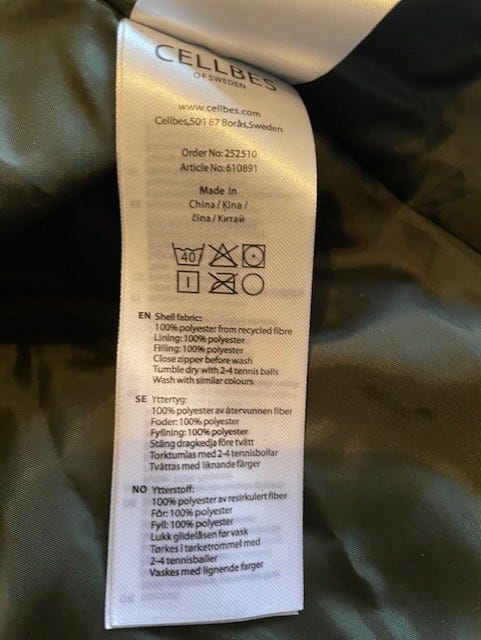 CELLBES
OF SWEDEN
www.cellbes.com
Cellbes,501 87 Borås,Sweden
Order No: 252510
Article No: 610891
Made In
China / Ķīna /
čína / Китай
40
EN Shell fabric:
100% polyester from recycled fibre
Lining: 100% polyester
Filling: 100% polyester
Close zipper before wash
Tumble dry with 2-4 tennis balls
Wash with similar colours
SE Yttertyg:
100% polyester av återvunnen fiber
Foder: 100% polyester
Fyllning: 100% polyester
Stäng dragkedja före tvätt
Torktumlas med 2-4 tennisbollar
Tvättas med liknande färger
NO Ytterstoff:
100% polyester av resirkulert fiber
Fôr: 100% polyester
Fyll: 100% polyester
Lukk glidelåsen før vask
Tørkes i tørketrommel med
2-4 tennisballer
Vaskes med lignende farger